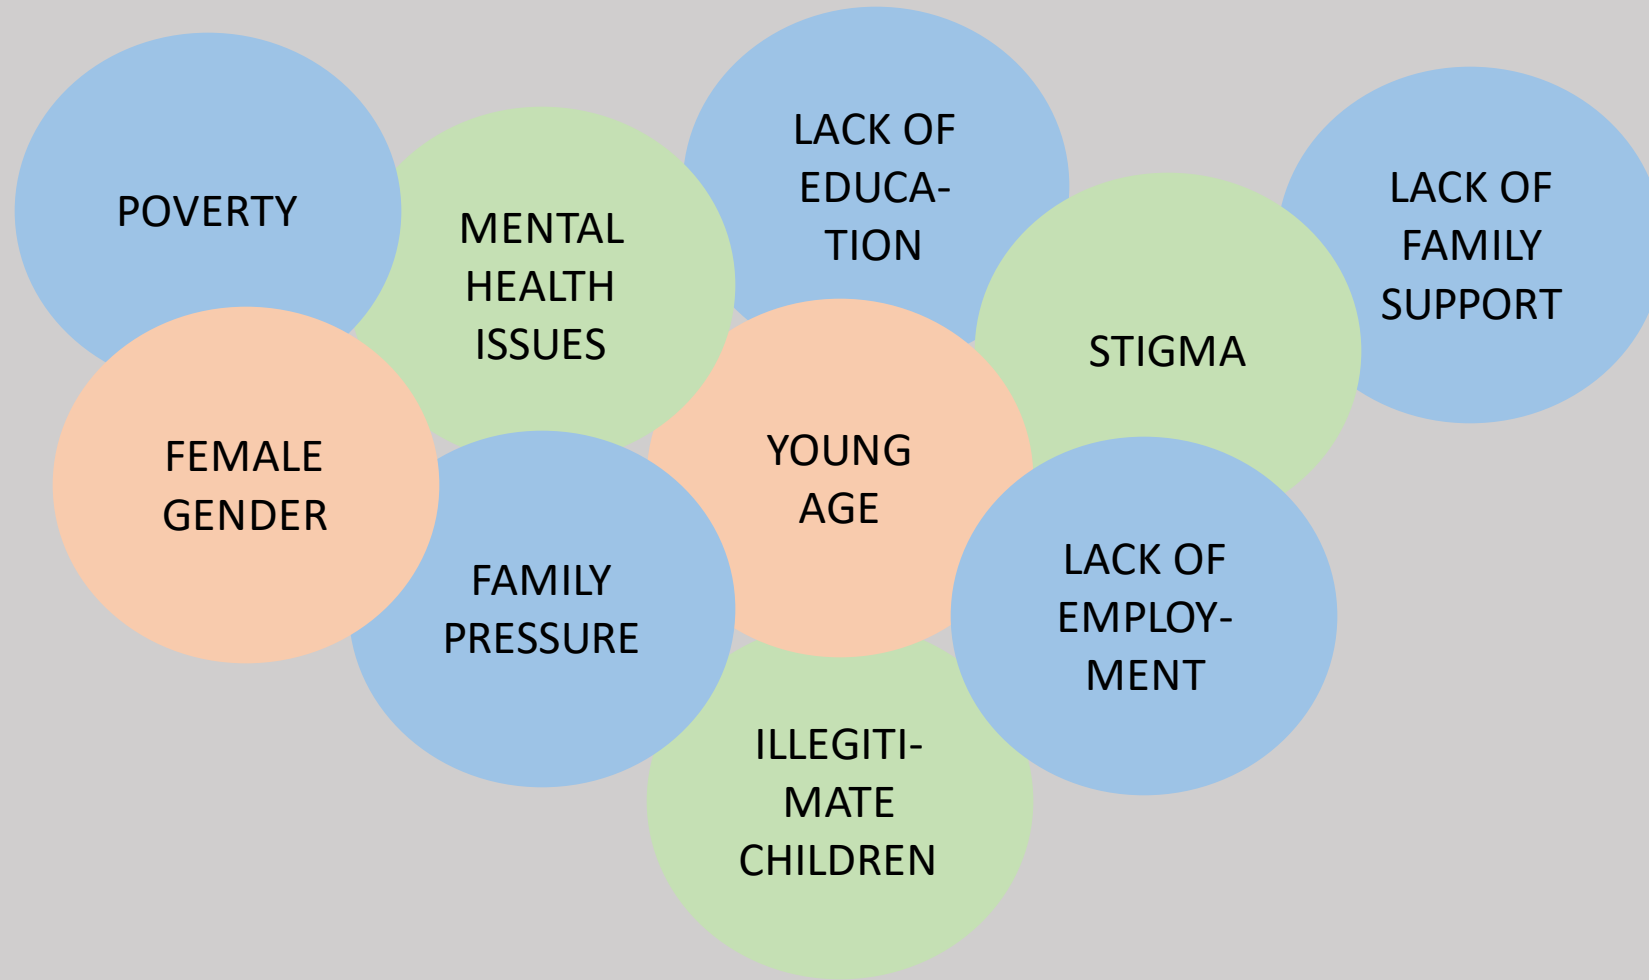 POVERTY
MENTAL
HEALTH
ISSUES
LACK OF
EDUCA-
TION
STIGMA
LACK OF
FAMILY
SUPPORT
FEMALE
GENDER
FAMILY
PRESSURE
YOUNG
AGE
LACK OF
EMPLOY-
MENT
ILLEGITI-
MATE
CHILDREN